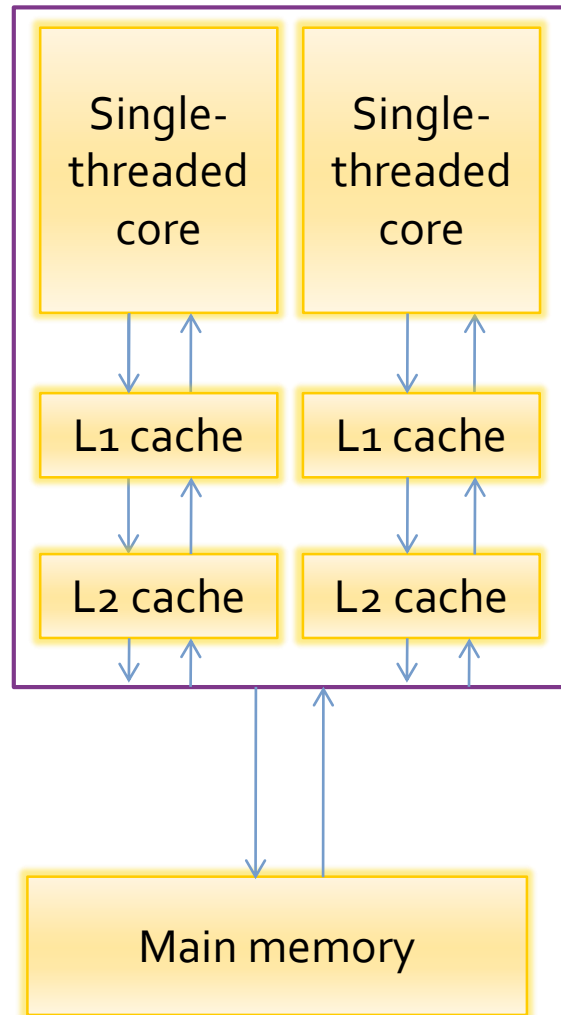 Single-
threaded
core
Single-
threaded
core
L1 cache
L1 cache
L2 cache
L2 cache
Main memory